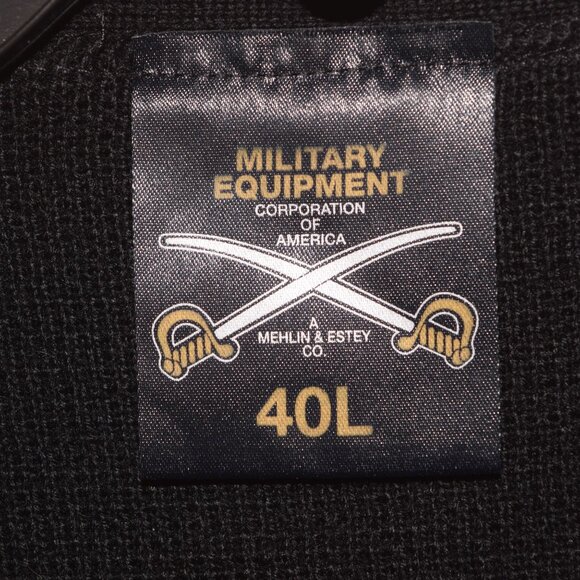 MILITARY
EQUIPMENT
CORPORATION
OF
AMERICA
A
MEHLIN & ESTEY
CO.
40L